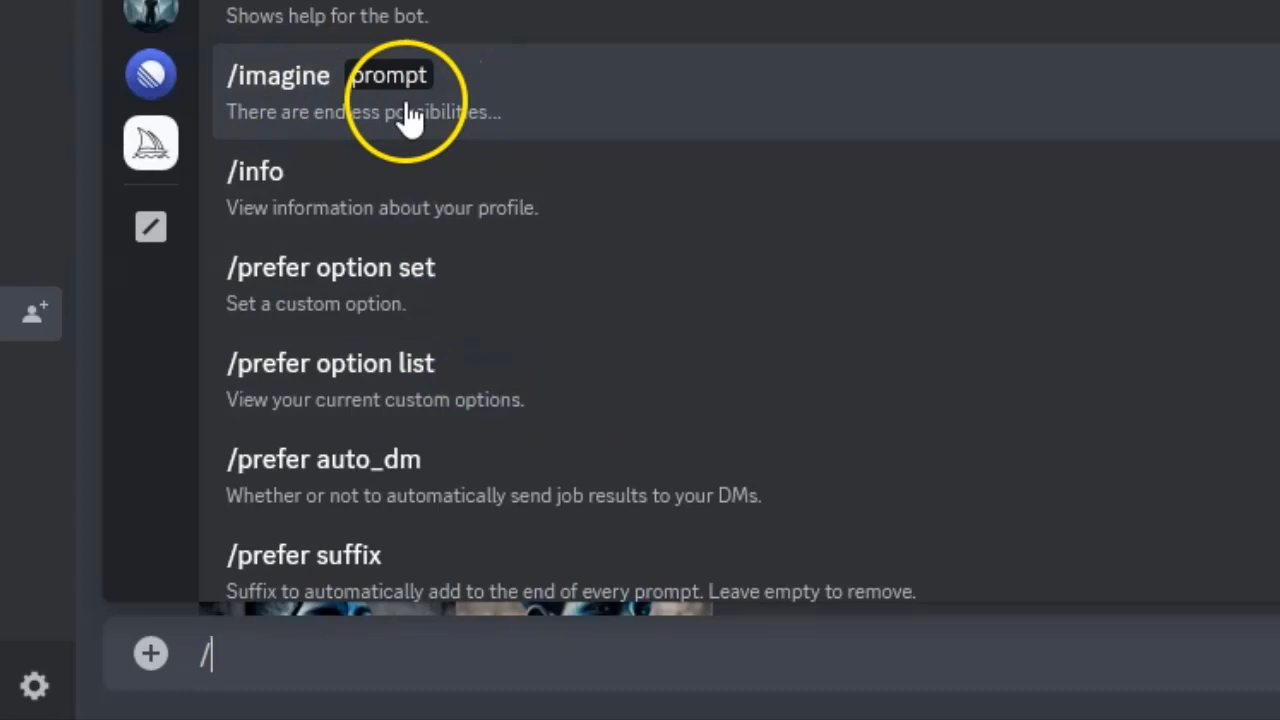 Shows help for the bot.
/imagine prompt
There are endless possibilities...
/info
View information about your profile.
/prefer option set
Set a custom option.
/prefer option list
View your current custom options.
/prefer auto_dm
Whether or not to automatically send job results to your DMs.
/prefer suffix
Suffix to automatically add to the end of every prompt. Leave empty to remove.
/